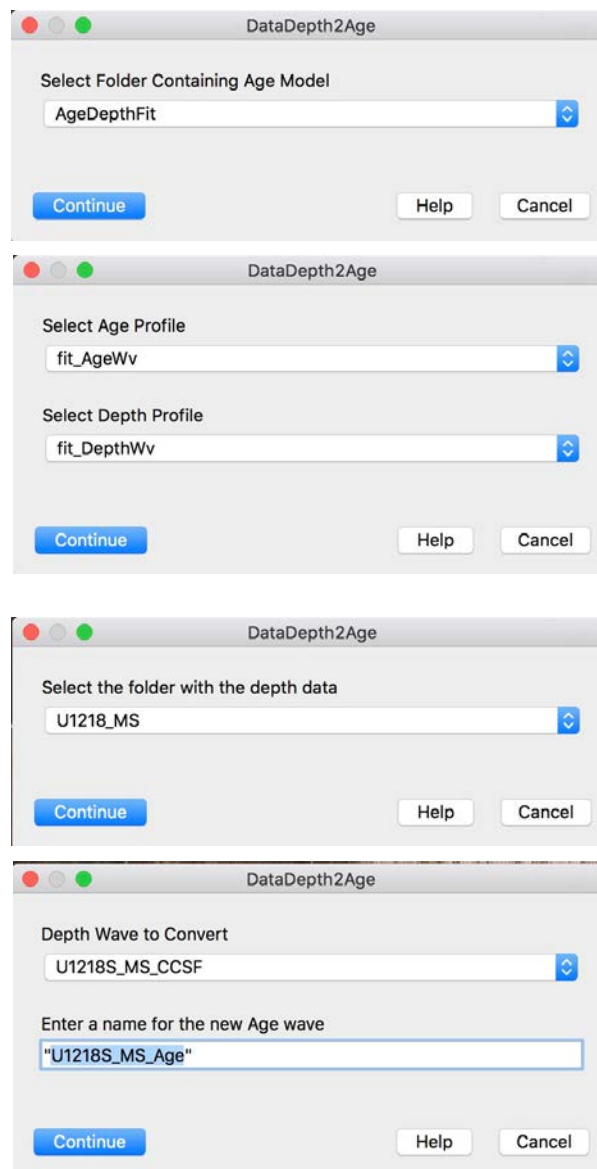 DataDepth2Age
Select Folder Containing Age Model
AgeDepthFit
Continue Help Cancel
DataDepth2Age
Select Age Profile
fit_AgeWv
Select Depth Profile
fit_DepthWv
Continue Help Cancel
DataDepth2Age
Select the folder with the depth data
U1218_MS
Continue Help Cancel
DataDepth2Age
Depth Wave to Convert
U1218S_MS_CCSF
Enter a name for the new Age wave
"U1218S_MS_Age"
Continue Help Cancel